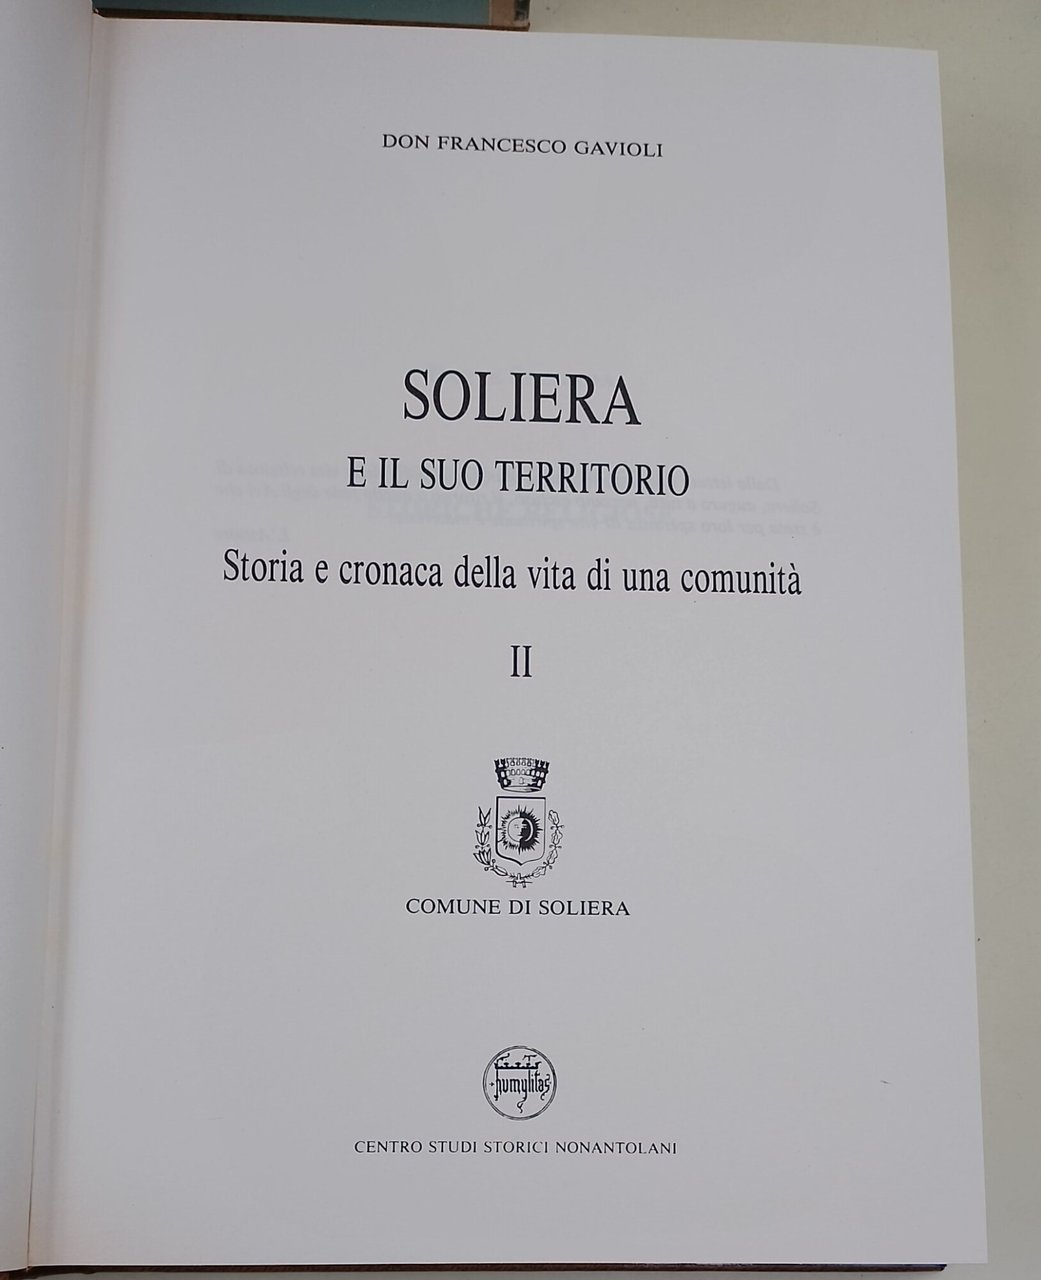 DON FRANCESCO GAVIOLI
SOLIERA
E IL SUO TERRITORIO
Storia e cronaca della vita di una comunità
II
COMUNE DI SOLIERA
humylitas
CENTRO STUDI STORICI NONANTOLANI